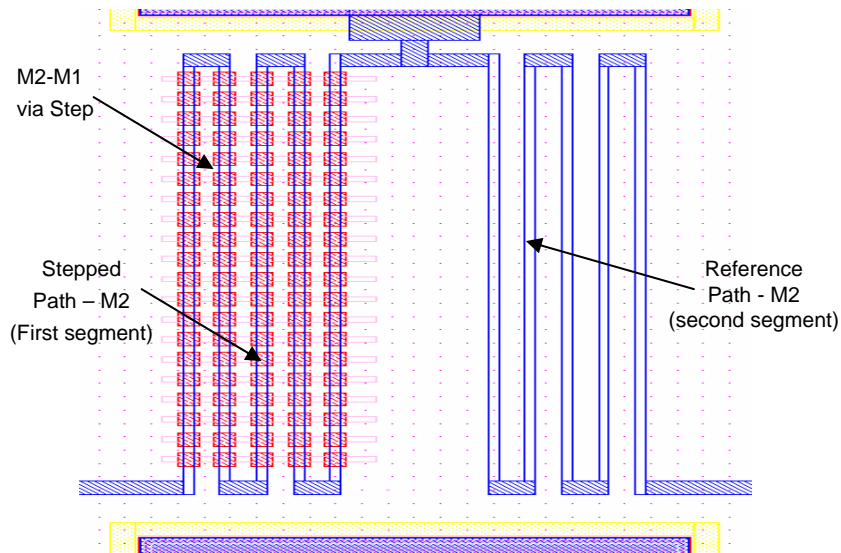 M2-M1
via Step
Stepped
Path – M2
(First segment)
Reference
Path - M2
(second segment)